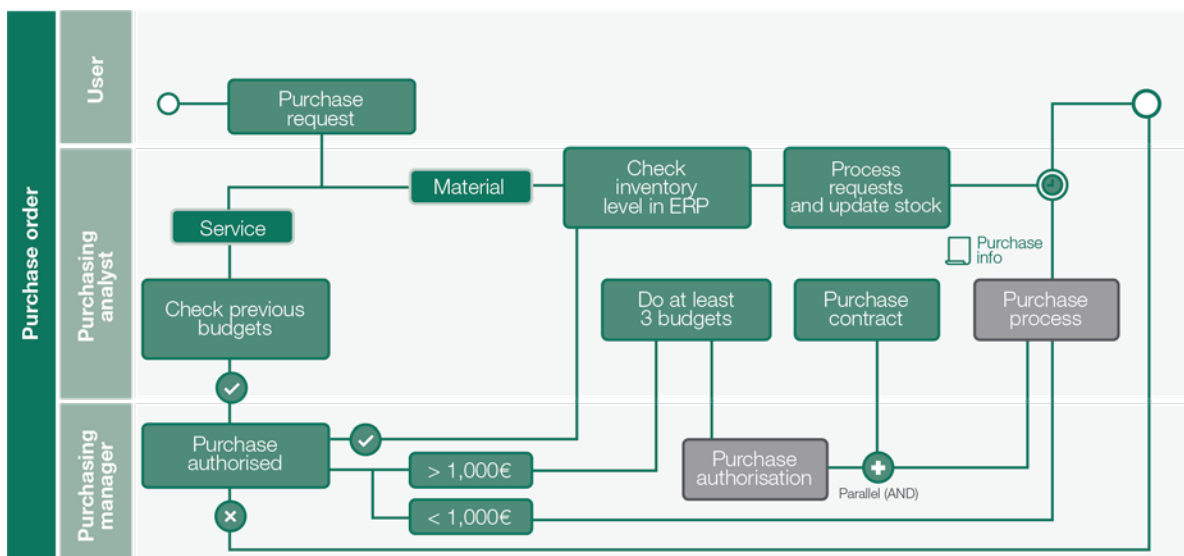 Purchase order
User
Purchase
request
Purchasing
analyst
Material
Check
inventory
level in ERP
Process
requests
and update stock
Service
Purchase
info
Check previous
budgets
Do at least
3 budgets
Purchase
contract
Purchase
process
Purchasing
manager
Purchase
authorised
> 1,000€
< 1,000€
Purchase
authorisation
Parallel (AND)